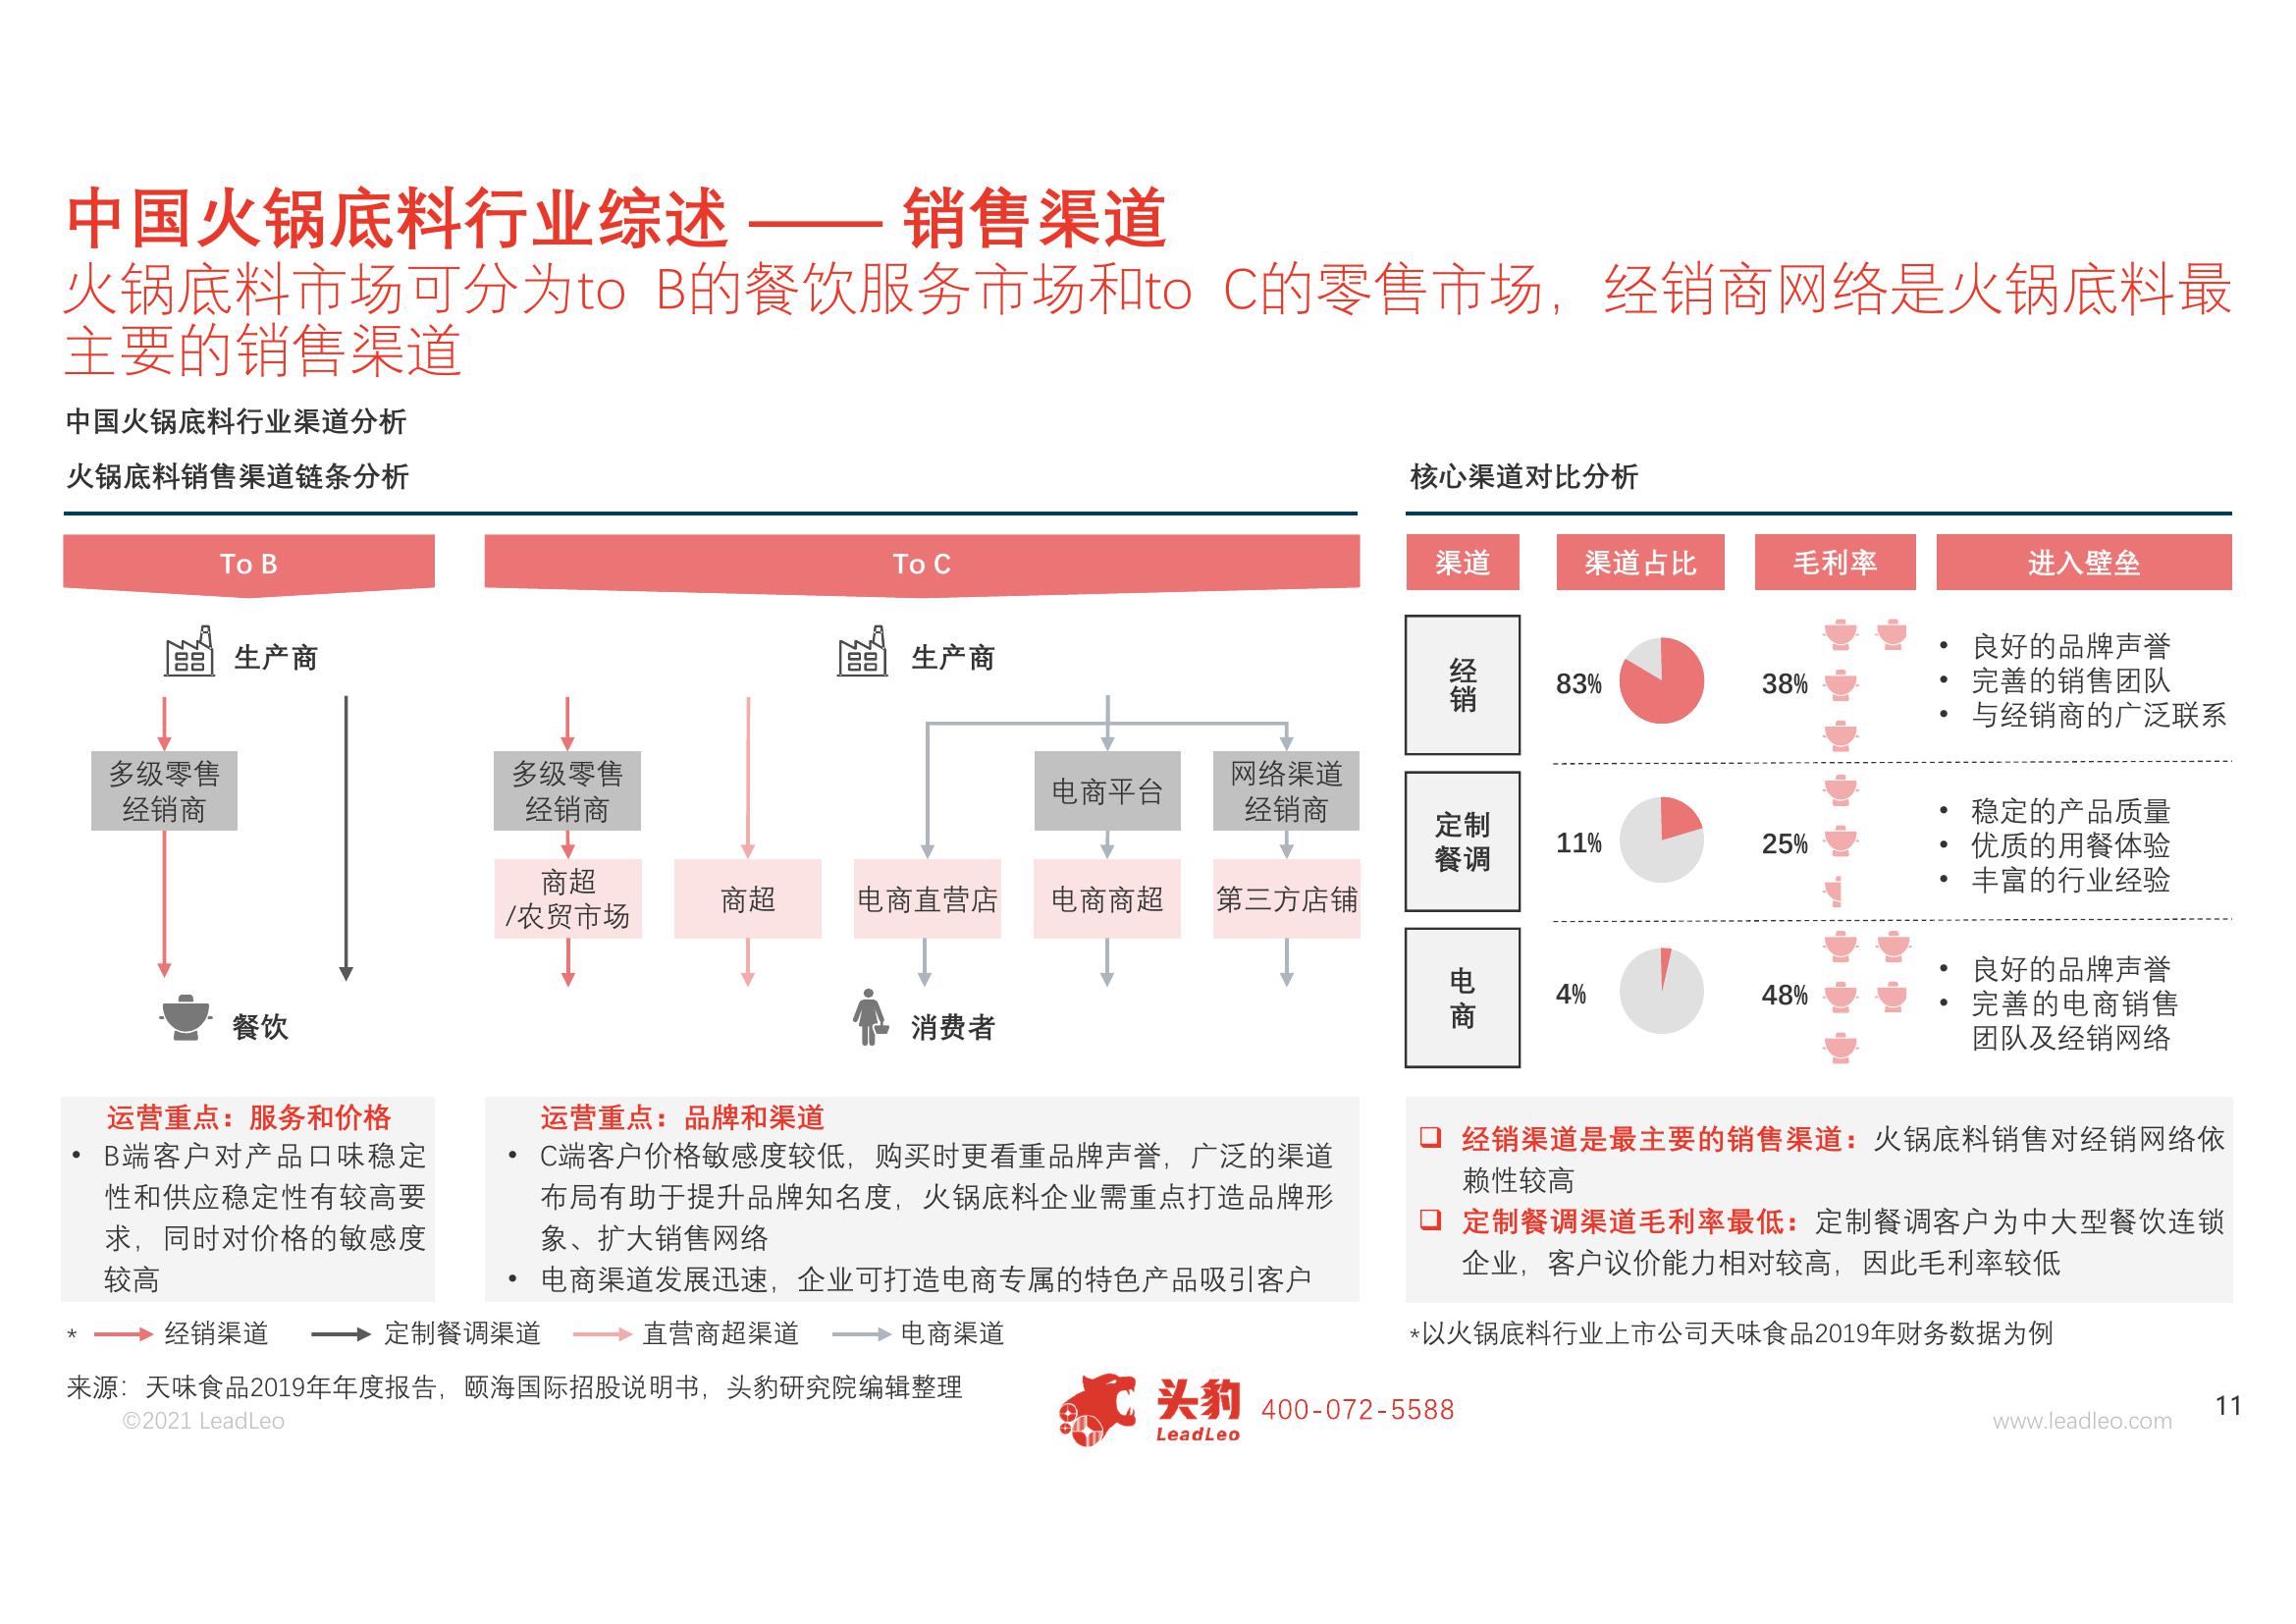 中国火锅底料行业综述 —— 销售渠道
火锅底料市场可分为to B的餐饮服务市场和to C的零售市场，经销商网络是火锅底料最
主要的销售渠道
中国火锅底料行业渠道分析
火锅底料销售渠道链条分析
To B
To C
生产商
生产商
多级零售
经销商
多级零售
经销商
电商平台
网络渠道
经销商
商超
/农贸市场
商超
电商直营店
电商商超
第三方店铺
餐饮
消费者
运营重点：服务和价格
• B端客户对产品口味稳定
性和供应稳定性有较高要
求，同时对价格的敏感度
较高
运营重点：品牌和渠道
• C端客户价格敏感度较低，购买时更看重品牌声誉，广泛的渠道
布局有助于提升品牌知名度，火锅底料企业需重点打造品牌形
象、扩大销售网络
• 电商渠道发展迅速，企业可打造电商专属的特色产品吸引客户
* 经销渠道 定制餐调渠道 直营商超渠道 电商渠道
核心渠道对比分析
渠道 渠道占比 毛利率 进入壁垒
经
销
83%
38%
• 良好的品牌声誉
• 完善的销售团队
• 与经销商的广泛联系
定制
餐调
11%
25%
• 稳定的产品质量
• 优质的用餐体验
• 丰富的行业经验
电
商
4%
48%
• 良好的品牌声誉
• 完善的电商销售
团队及经销网络
❑ 经销渠道是最主要的销售渠道：火锅底料销售对经销网络依
赖性较高
❑ 定制餐调渠道毛利率最低：定制餐调客户为中大型餐饮连锁
企业，客户议价能力相对较高，因此毛利率较低
*以火锅底料行业上市公司天味食品2019年财务数据为例
来源：天味食品2019年年度报告，颐海国际招股说明书，头豹研究院编辑整理
©2021 LeadLeo
头豹
LeadLeo
400-072-5588
www.leadleo.com
11